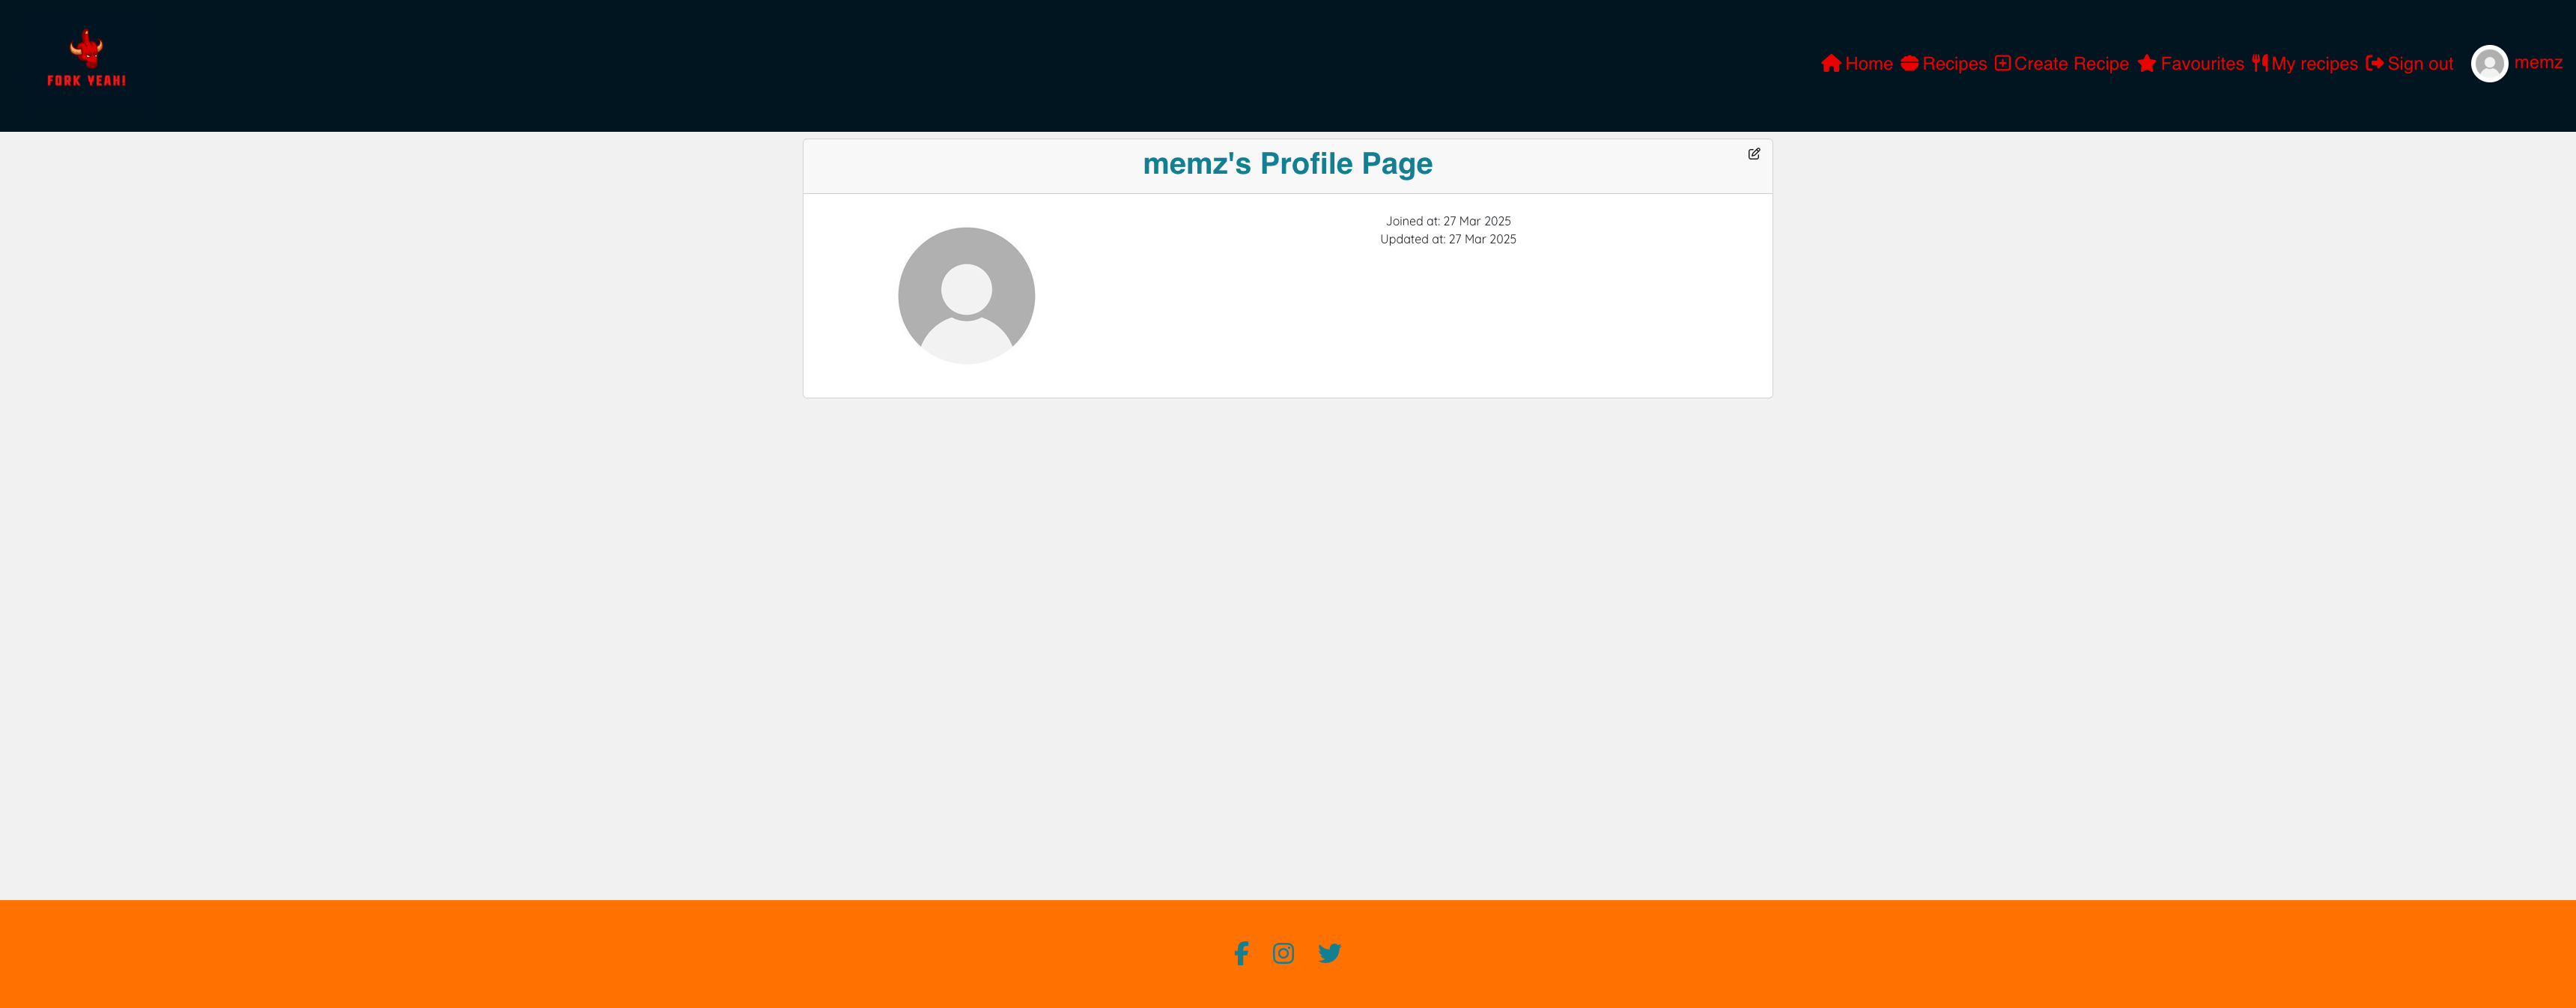 FORK YEAH!
Home Recipes Create Recipe Favourites My recipes Sign out memz
memz's Profile Page
Joined at: 27 Mar 2025
Updated at: 27 Mar 2025